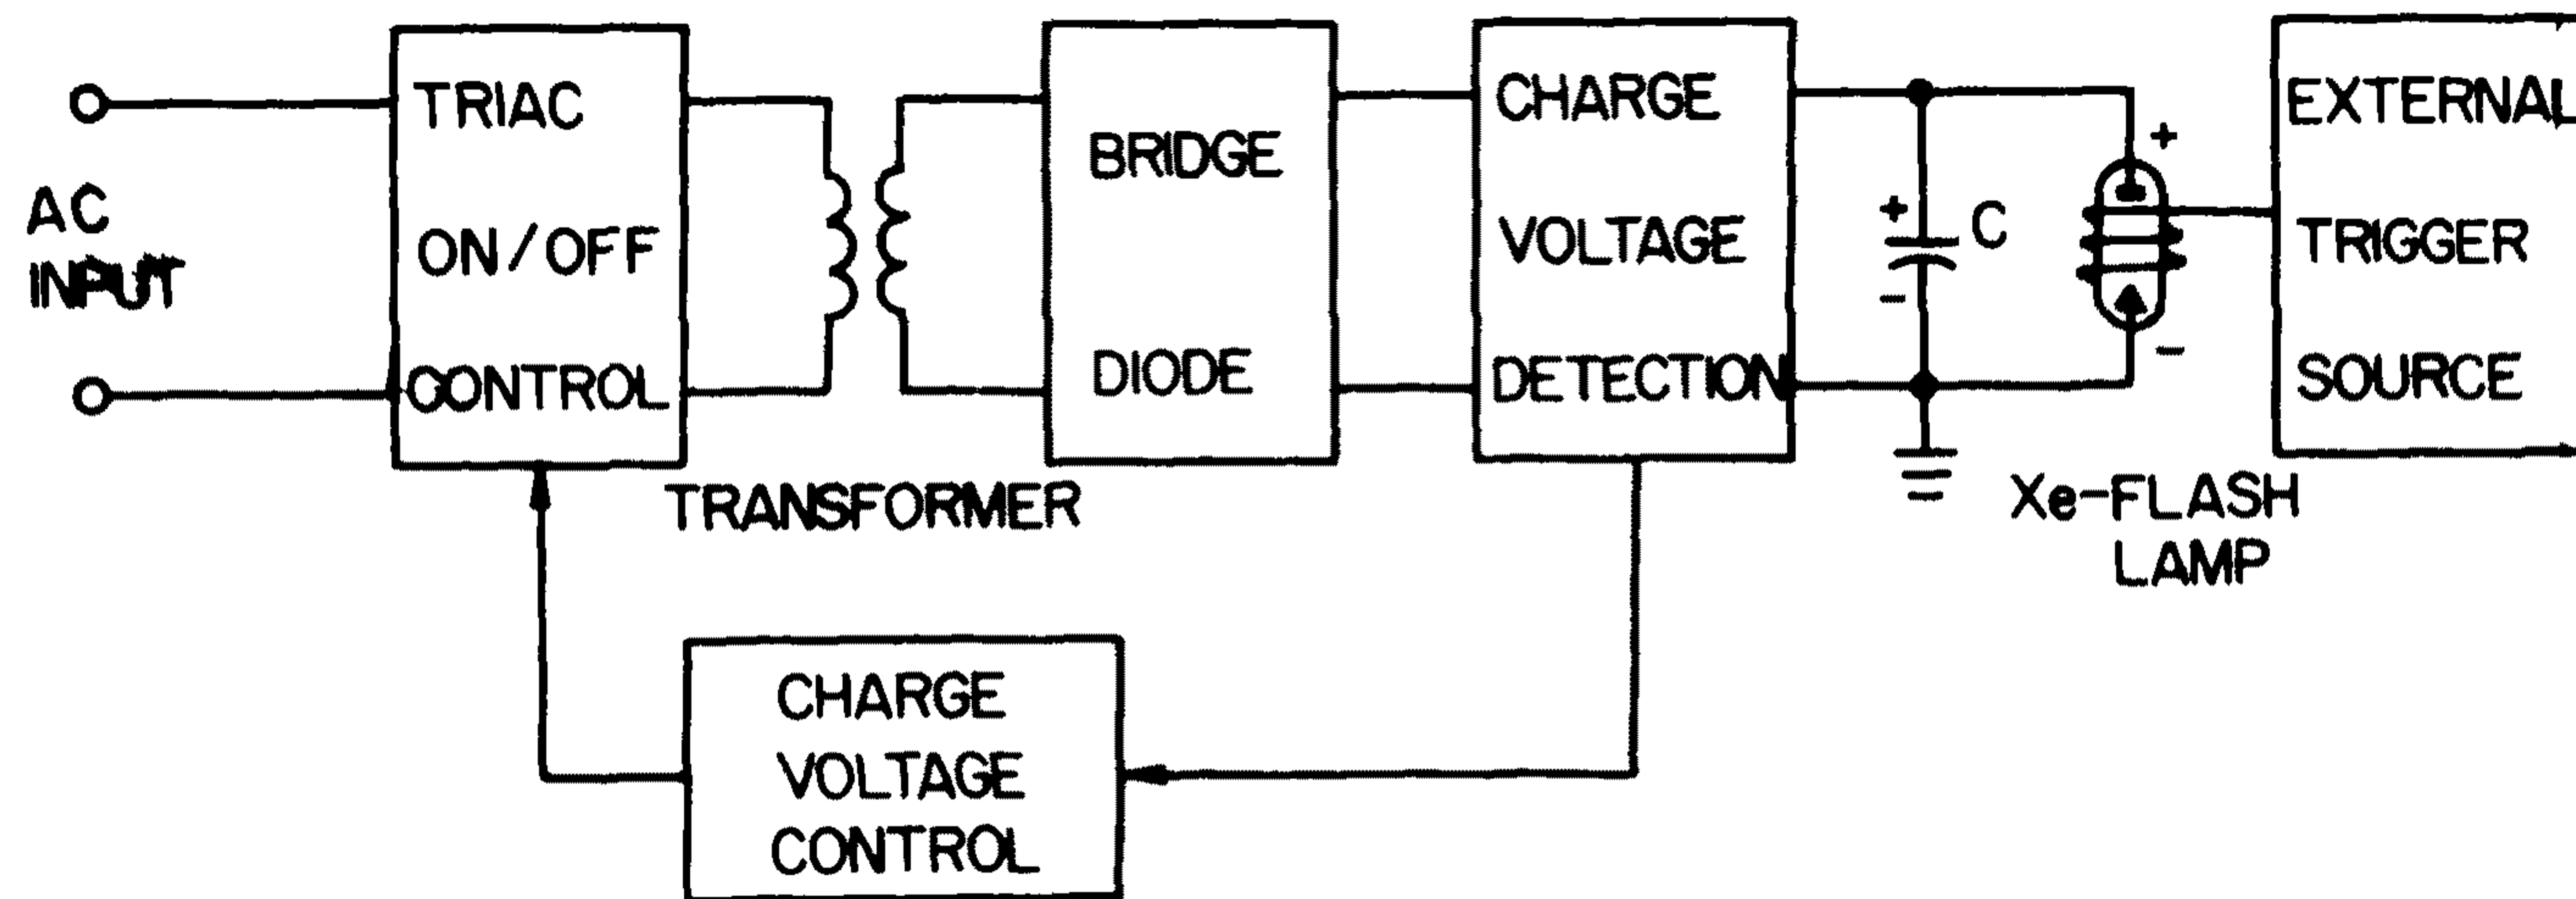 TRIAC
ON/OFF
CONTROL
AC
INPUT
TRANSFORMER
BRIDGE
DIODE
CHARGE
VOLTAGE
DETECTION
+
C
-
+
-
Xe-FLASH
LAMP
EXTERNAL
TRIGGER
SOURCE
CHARGE
VOLTAGE
CONTROL